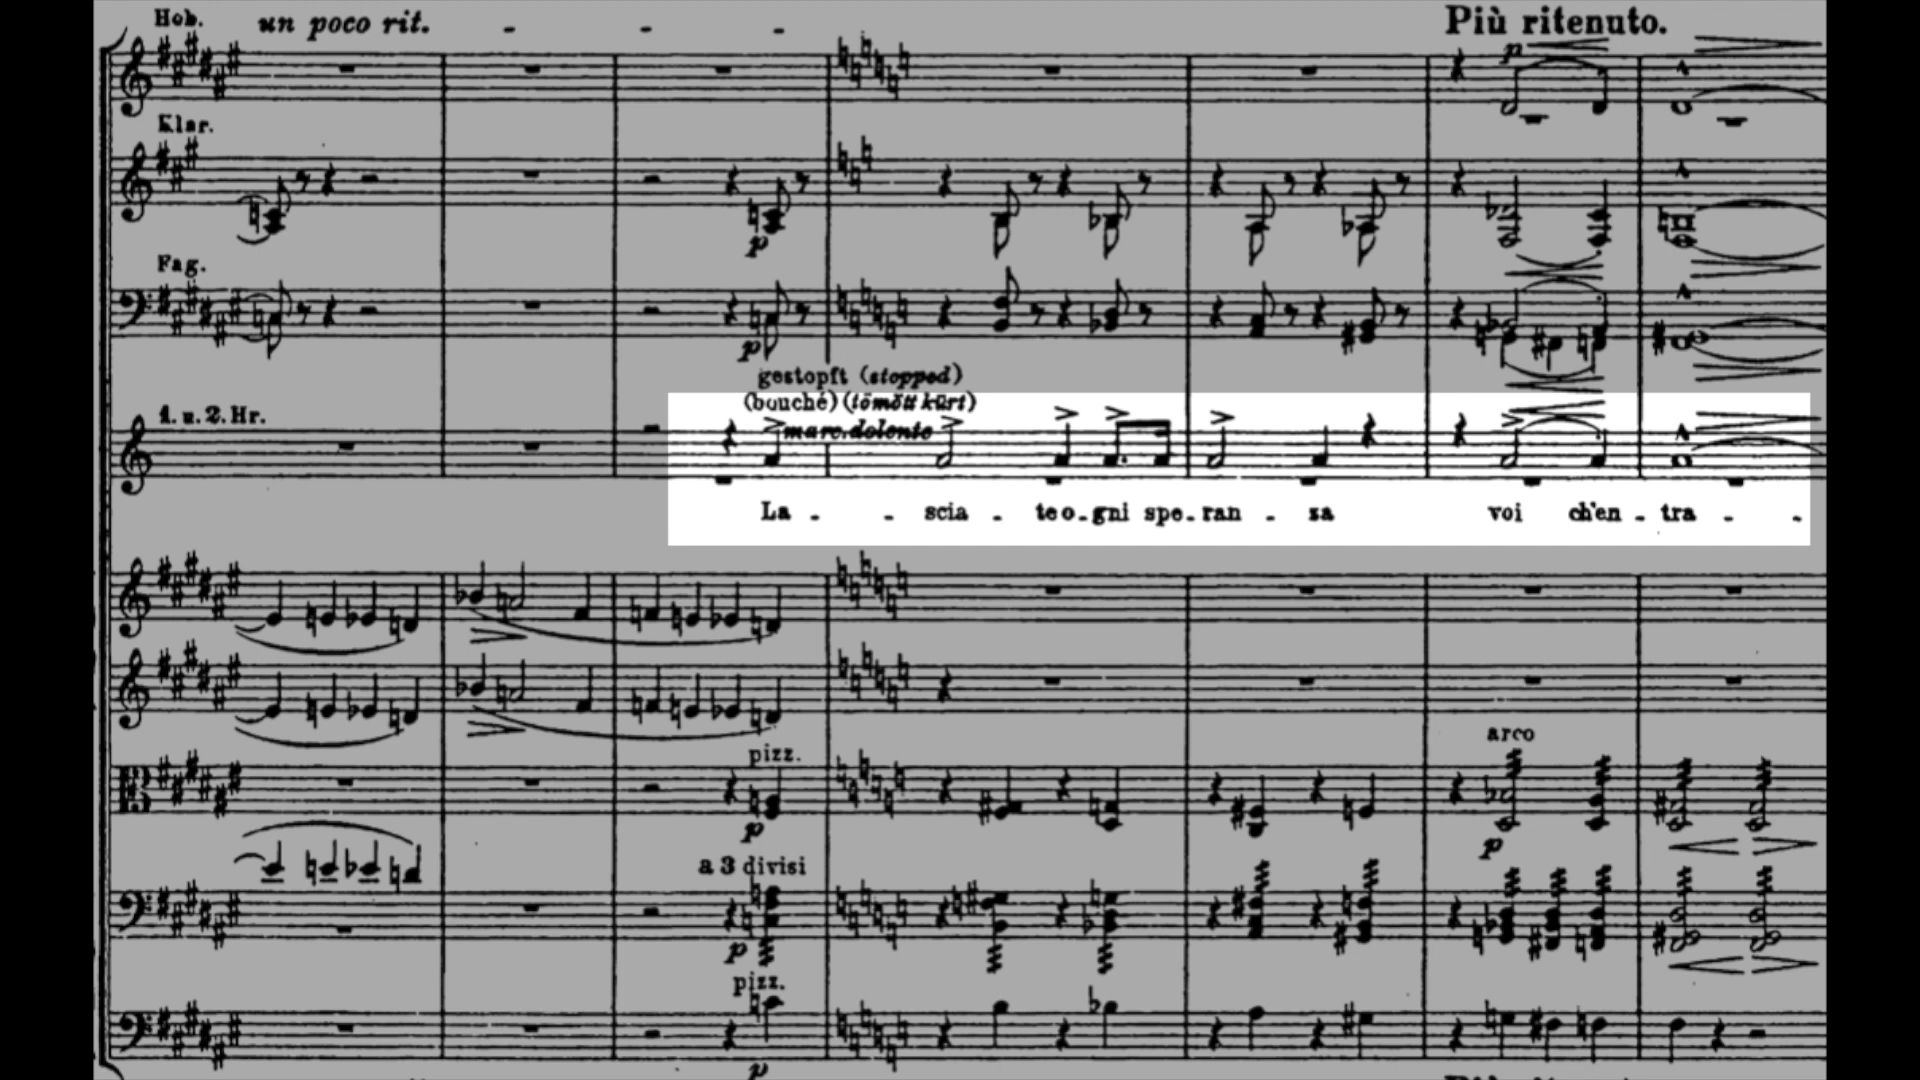 Hob. un poco rit. - - - Più ritenuto.
p
Klar.
p
Fag.
p
gestopft (stopped)
(bouché) (tömött kürt)
1. u. 2. Hr. marc. dolente
La - - scia - te o - gni spe - ran - za voi ch'en - tra - -
arco
pizz.
p p
a 3 divisi
p
pizz.
p